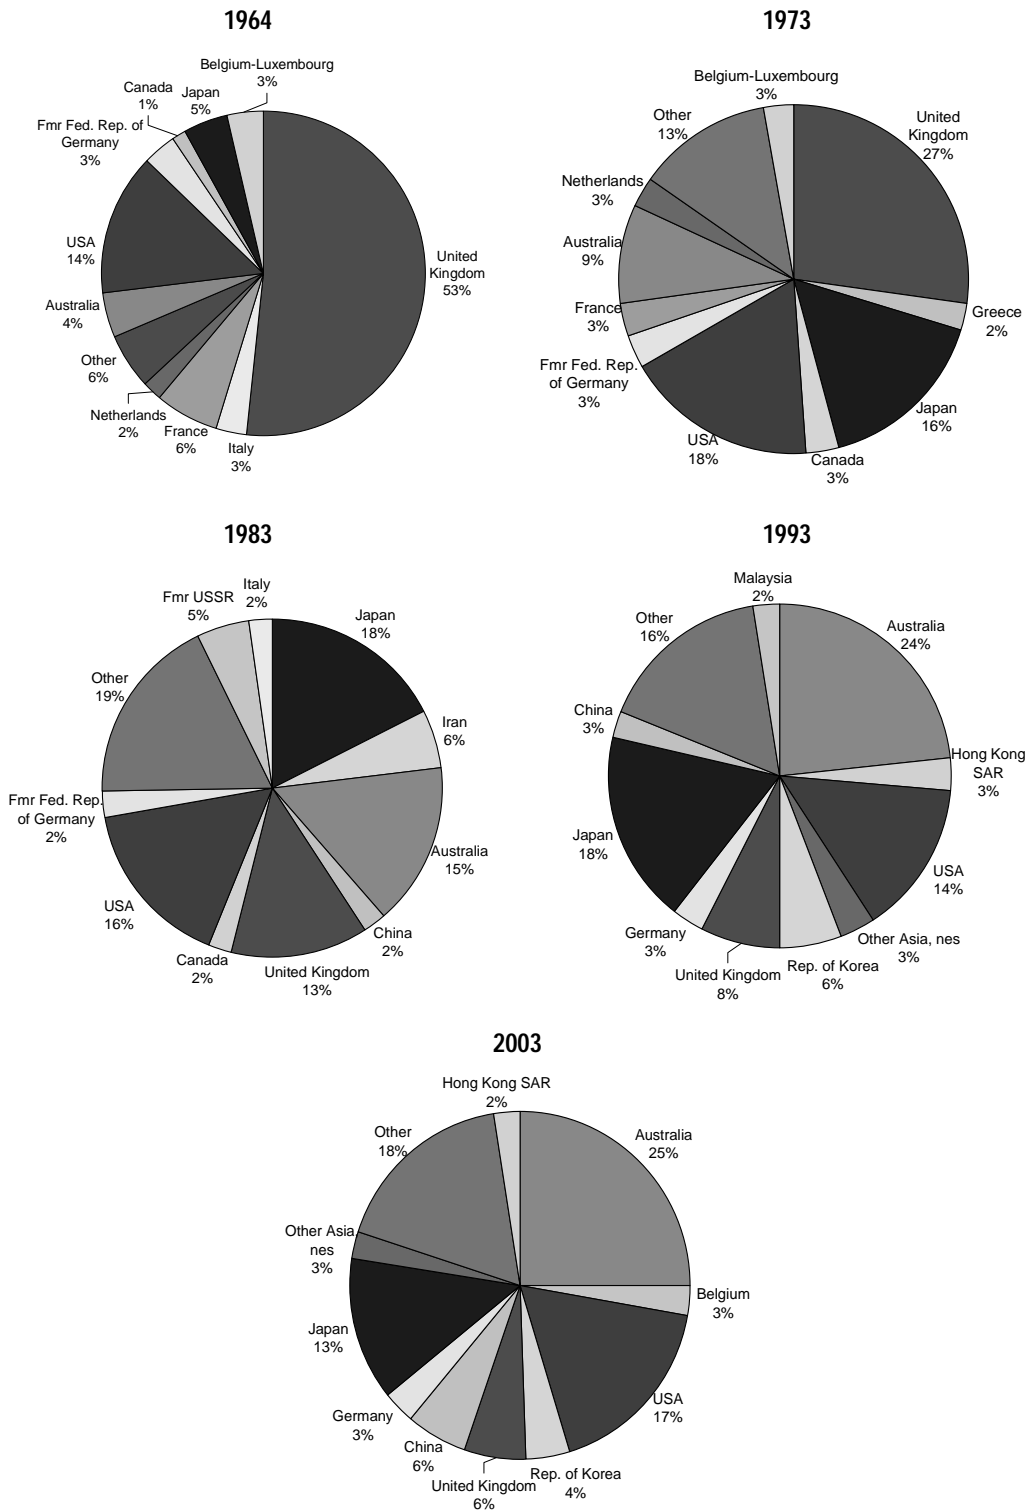 1964
1973
Belgium-Luxembourg
3%
Canada
1%
Japan
5%
Fmr Fed. Rep. of
Germany
3%
USA
14%
Australia
4%
Other
6%
Netherlands
2%
France
6%
Italy
3%
United
Kingdom
53%
Belgium-Luxembourg
3%
Other
13%
Netherlands
3%
Australia
9%
France
3%
Fmr Fed. Rep.
of Germany
3%
USA
18%
Canada
3%
Japan
16%
Greece
2%
United
Kingdom
27%
1983
1993
Italy
2%
Fmr USSR
5%
Other
19%
Fmr Fed. Rep.
of Germany
2%
USA
16%
Canada
2%
United Kingdom
13%
China
2%
Australia
15%
Iran
6%
Japan
18%
Malaysia
2%
Other
16%
China
3%
Japan
18%
Germany
3%
United Kingdom
8%
Rep. of Korea
6%
Other Asia, nes
3%
USA
14%
Hong Kong
SAR
3%
Australia
24%
2003
Hong Kong SAR
2%
Other
18%
Other Asia
nes
3%
Japan
13%
Germany
3%
China
6%
United Kingdom
6%
Rep. of Korea
4%
USA
17%
Belgium
3%
Australia
25%